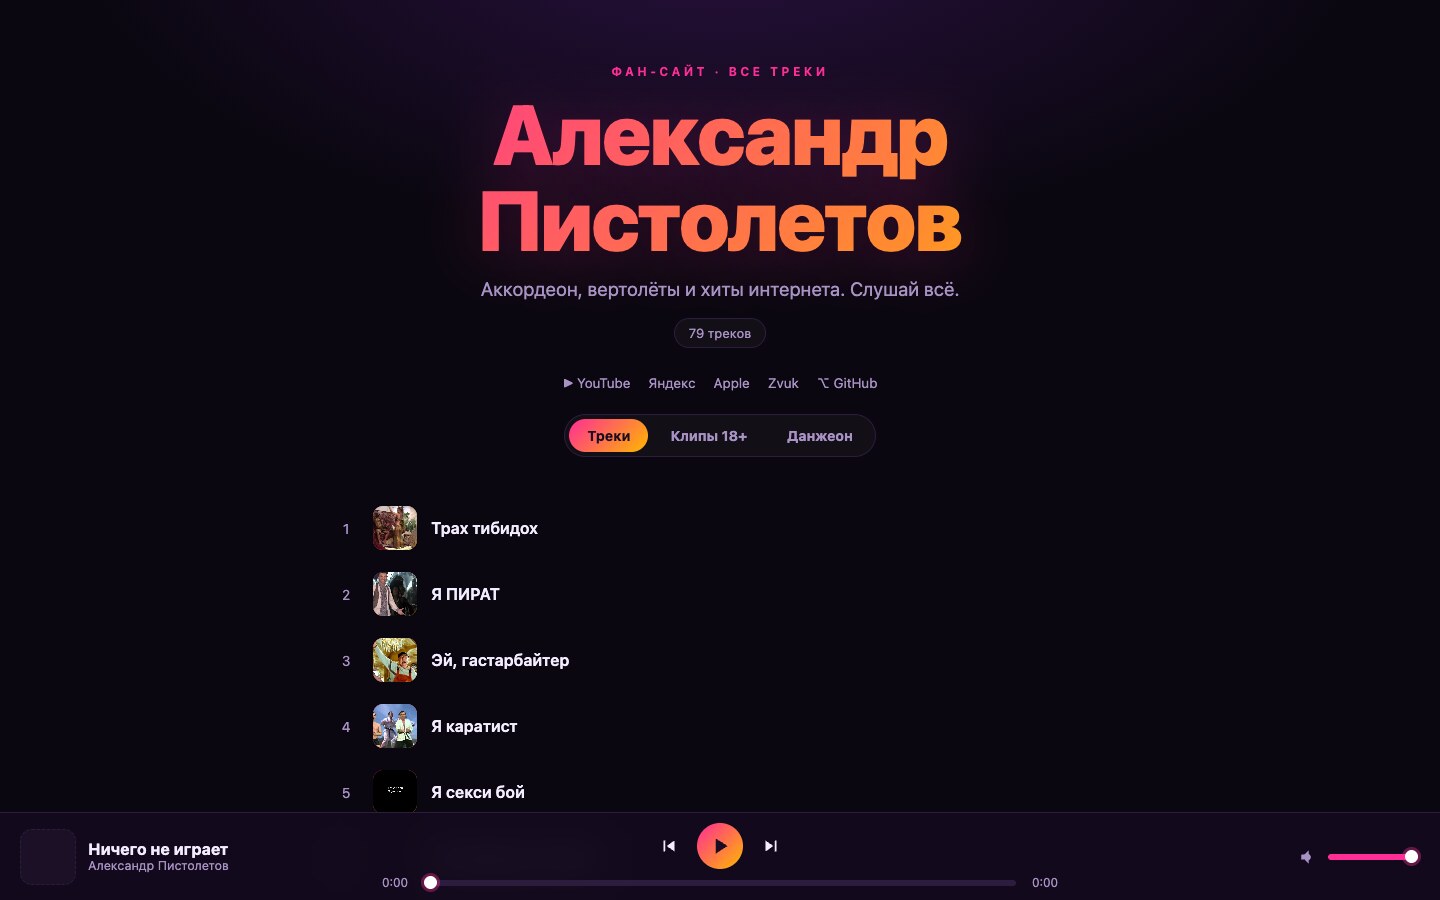 ФАН-САЙТ · ВСЕ ТРЕКИ
Александр
Пистолетов
Аккордеон, вертолёты и хиты интернета. Слушай всё.
79 треков
▶ YouTube Яндекс Apple Zvuk ⌥ GitHub
Треки Клипы 18+ Данжеон
1 Трах тибидох
2 Я ПИРАТ
3 Эй, гастарбайтер
4 Я каратист
5 Я секси бой
Ничего не играет
Александр Пистолетов
0:00 0:00